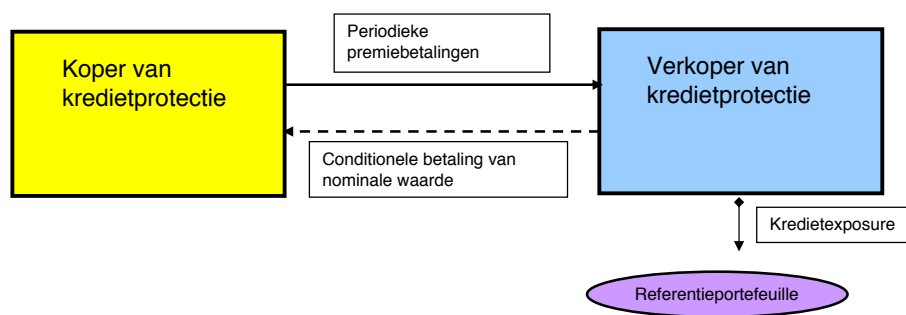 Periodieke
premiebetalingen
Koper van
kredietprotectie
Verkoper van
kredietprotectie
Conditionele betaling van
nominale waarde
Kredietexposure
Referentieportefeuille